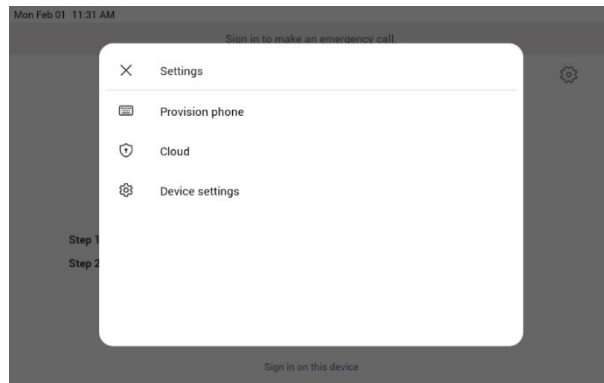 Mon Feb 01 11:31 AM
Sign in to make an emergency call.
Settings
Provision phone
Cloud
Device settings
Step 1
Step 2
Sign in on this device